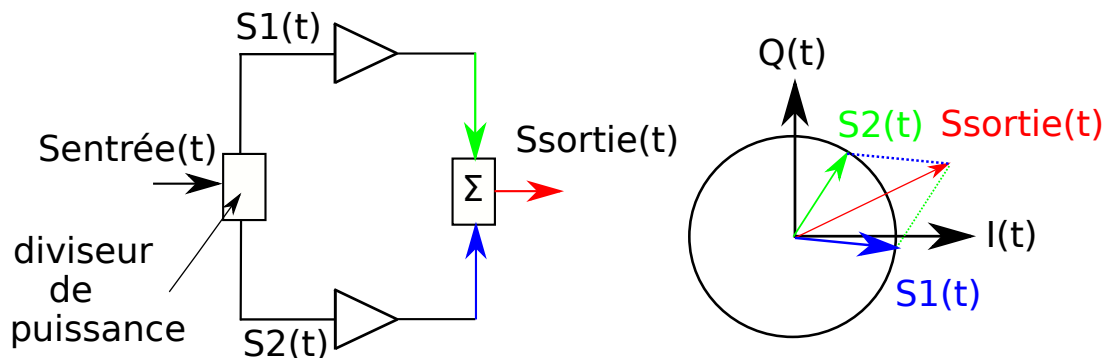 S1(t)
Sentrée(t)
Σ
Ssortie(t)
diviseur
de
puissance
S2(t)
Q(t)
S2(t)
Ssortie(t)
I(t)
S1(t)